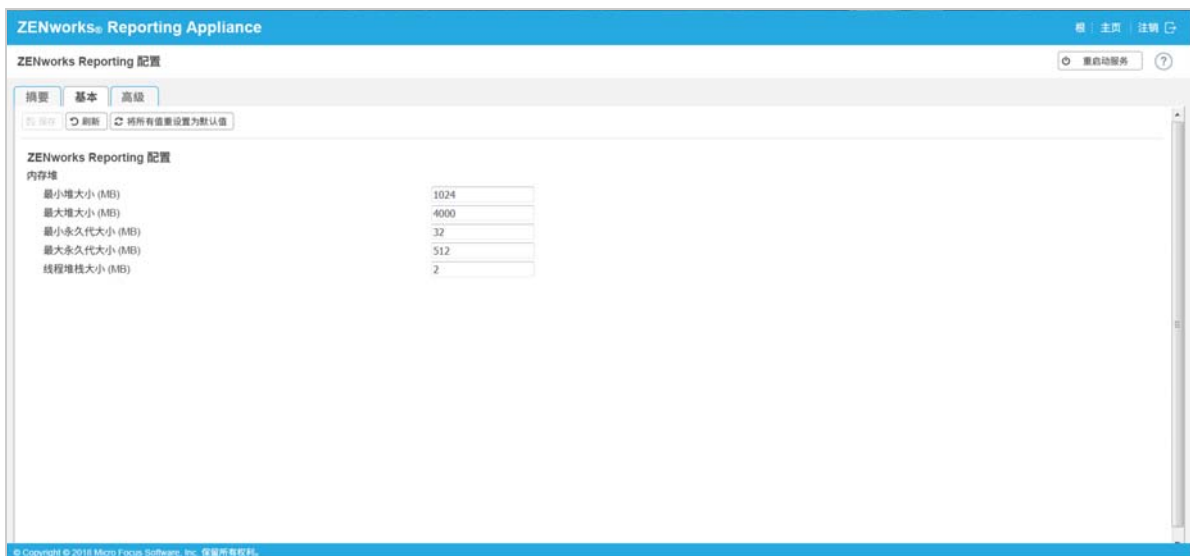 ZENworks® Reporting Appliance
根 主页 注销
ZENworks Reporting 配置
重启动服务 ?
摘要 基本 高级
保存 刷新 将所有值重设置为默认值
ZENworks Reporting 配置
内存堆
最小堆大小 (MB) 1024
最大堆大小 (MB) 4000
最小永久代大小 (MB) 32
最大永久代大小 (MB) 512
线程堆栈大小 (MB) 2
© Copyright © 2018 Micro Focus Software, Inc. 保留所有权利。